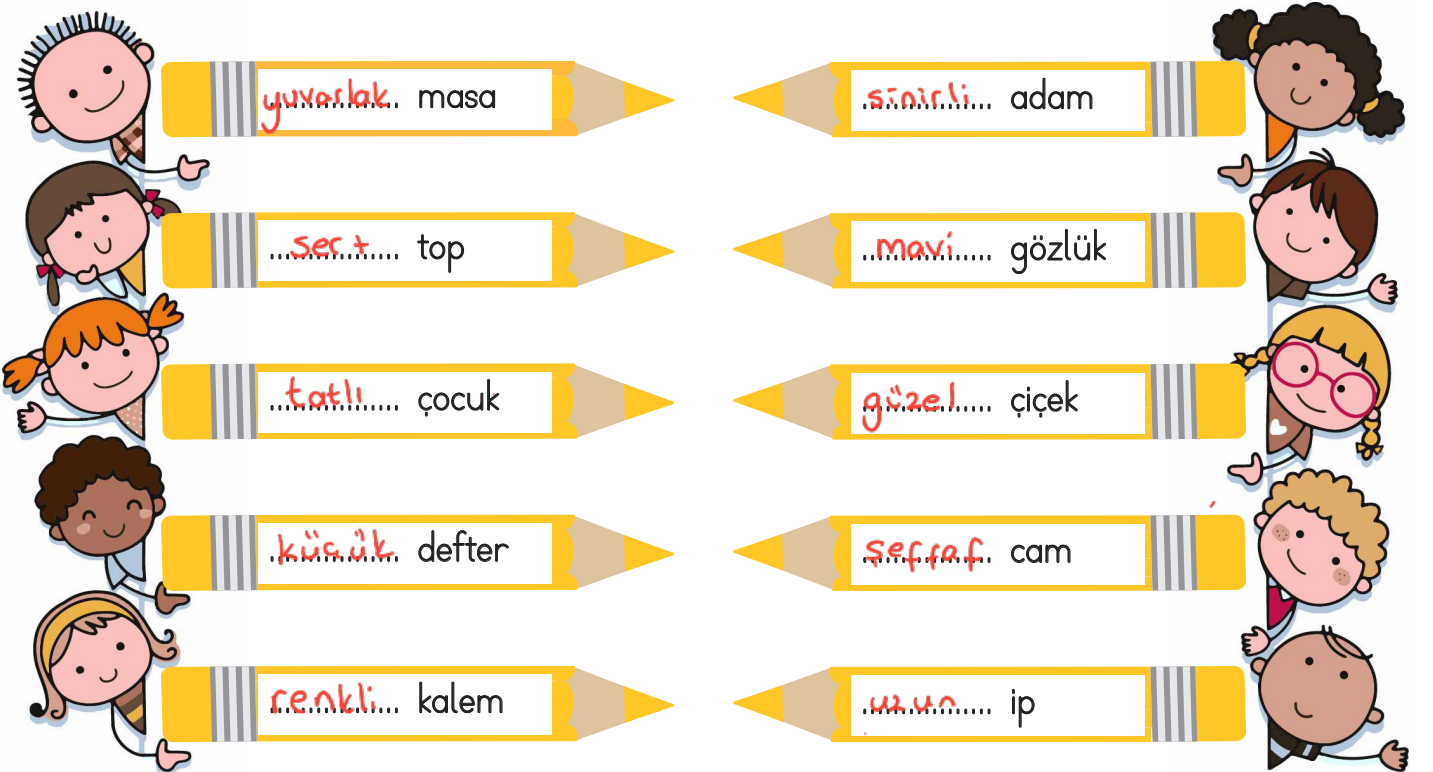 yuvarlak masa
sinirli adam
sert top
mavi gözlük
tatlı çocuk
güzel çiçek
küçük defter
şeffaf cam
renkli kalem
uzun ip